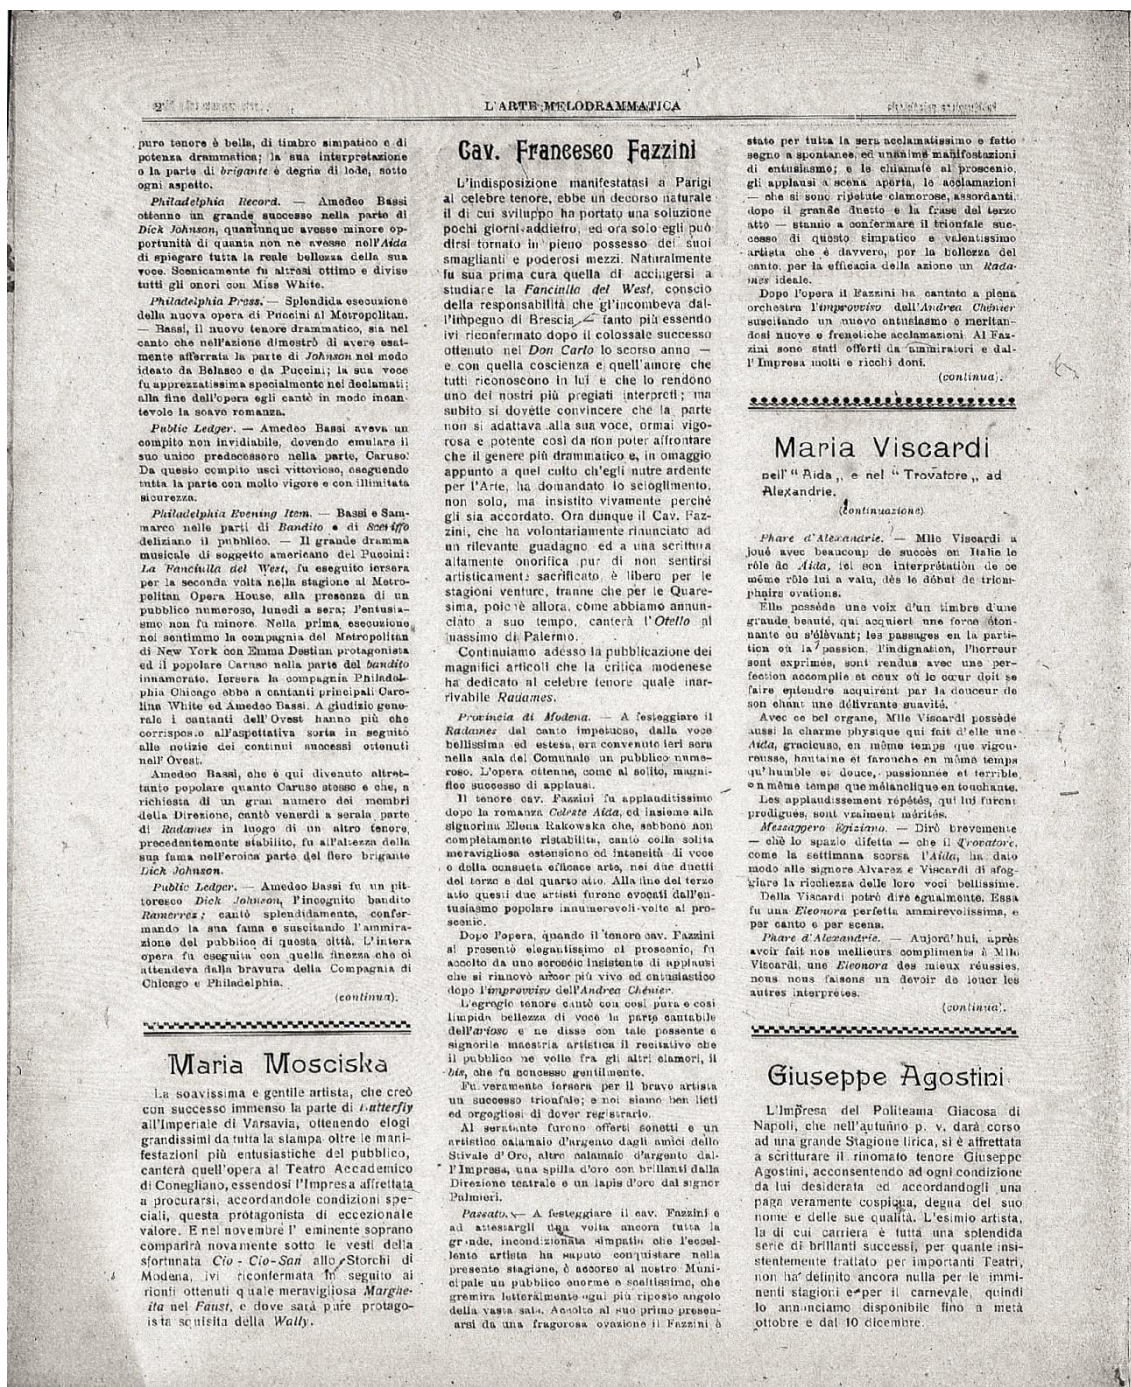 L'ARTE MELODRAMMATICA
puro tenore è bella, di timbro simpatico e di
potenza drammatica; la sua interpretazione
e la parte di brigante è degna di lode, sotto
ogni aspetto.
Philadelphia Record. — Amedeo Bassi
ottenne un grande successo nella parte di
Dick Johnson, quantunque avesse minore op-
portunità di quanta non ne avesse nell'Aida
di spiegare tutta la reale bellezza della sua
voce. Scenicamente fu altresì ottimo e divise
tutti gli onori con Miss White.
Philadelphia Press. — Splendida esecuzione
della nuova opera di Puccini al Metropolitan.
— Bassi, il nuovo tenore drammatico, sia nel
canto che nell'azione dimostrò di avere esat-
mente afferrata la parte di Johnson nel modo
ideato da Belasco e da Puccini; la sua voce
fu apprezzatissima specialmente nei declamati;
alla fine dell'opera egli cantò in modo incan-
tevole la soave romanza.
Public Ledger. — Amedeo Bassi aveva un
compito non invidiabile, dovendo emulare il
suo unico predecessore nella parte, Caruso.
Da questo compito uscì vittorioso, eseguendo
tutta la parte con molto vigore e con illimitata
sicurezza.
Philadelphia Evening Item. — Bassi e Sam-
marco nelle parti di Bandito e di Sceriffo
deliziano il pubblico. — Il grande dramma
musicale di soggetto americano del Puccini:
La Fanciulla del West, fu eseguito iersera
per la seconda volta nella stagione al Metro-
politan Opera House, alla presenza di un
pubblico numeroso, lunedì a sera; l'entusia-
smo non fu minore. Nella prima esecuzione
noi sentimmo la compagnia del Metropolitan
di New York con Emma Destinn protagonista
ed il popolare Caruso nella parte del bandito
innamorato. Iersera la compagnia Philadel-
phia Chicago ebbe a cantanti principali Caro-
lina White ed Amedeo Bassi. A giudizio gene-
rale i cantanti dell'Ovest hanno più che
corrisposto all'aspettativa sorta in seguito
alle notizie dei continui successi ottenuti
nell'Ovest.
Amedeo Bassi, che è qui divenuto altret-
tanto popolare quanto Caruso stesso e che, a
richiesta di un gran numero dei membri
della Direzione, cantò venerdì a serala parte
di Radames in luogo di un altro tenore,
precedentemente stabilito, fu all'altezza della
sua fama nell'eroica parte del fiero brigante
Dick Johnson.
Public Ledger. — Amedeo Bassi fu un pit-
toresco Dick Johnson, l'incognito bandito
Ramerrez; cantò splendidamente, confer-
mando la sua fama e suscitando l'ammira-
zione del pubblico di questa città. L'intera
opera fu eseguita con quella finezza che ci
attendeva dalla bravura della Compagnia di
Chicago e Philadelphia.
(continua).
Maria Mosciska
La soavissima e gentile artista, che creò
con successo immenso la parte di Butterfly
all'Imperiale di Varsavia, ottenendo elogi
grandissimi da tutta la stampa oltre le mani-
festazioni più entusiastiche del pubblico,
canterà quell'opera al Teatro Accademico
di Conegliano, essendosi l'Impresa affrettata
a procurarsi, accordandole condizioni spe-
ciali, questa protagonista di eccezionale
valore. E nel novembre l' eminente soprano
comparirà novamente sotto le vesti della
sfortunata Cio - Cio-San allo Storchi di
Modena, ivi riconfermata in seguito ai
rionfi ottenuti quale meravigliosa Marghe-
ita nel Faust, e dove sarà pure protago-
ista squisita della Wally.
Cav. Francesco Fazzini
L'indisposizione manifestatasi a Parigi
al celebre tenore, ebbe un decorso naturale
il di cui sviluppo ha portato una soluzione
pochi giorni addietro, ed ora solo egli può
dirsi tornato in pieno possesso dei suoi
smaglianti e poderosi mezzi. Naturalmente
fu sua prima cura quella di accingersi a
studiare la Fanciulla del West, conscio
della responsabilità che gl'incombeva dal-
l'impegno di Brescia — tanto più essendo
ivi riconfermato dopo il colossale successo
ottenuto nel Don Carlo lo scorso anno —
e con quella coscienza e quell'amore che
tutti riconoscono in lui e che lo rendono
uno dei nostri più pregiati interpreti; ma
subito si dovette convincere che la parte
non si adattava alla sua voce, ormai vigo-
rosa e potente così da non poter affrontare
che il genere più drammatico e, in omaggio
appunto a quel culto ch'egli nutre ardente
per l'Arte, ha domandato lo scioglimento,
non solo, ma insistito vivamente perché
gli sia accordato. Ora dunque il Cav. Faz-
zini, che ha volontariamente rinunciato ad
un rilevante guadagno ed a una scrittura
altamente onorifica pur di non sentirsi
artisticamente sacrificato, è libero per le
stagioni venture, tranne che per le Quare-
sima, poichè allora, come abbiamo annun-
ciato a suo tempo, canterà l'Otello al
massimo di Palermo.
Continuiamo adesso la pubblicazione dei
magnifici articoli che la critica modenese
ha dedicato al celebre tenore quale inar-
rivabile Radames.
Provincia di Modena. — A festeggiare il
Radames dal canto impetuoso, dalla voce
bellissima ed estesa, era convenuto ieri sera
nella sala del Comunale un pubblico nume-
roso. L'opera ottenne, come al solito, magni-
fico successo di applausi.
Il tenore cav. Fazzini fu applauditissimo
dopo la romanza Celeste Aida, ed insieme alla
signorina Elena Rakowska che, sebbene non
completamente ristabilita, cantò colla solita
meravigliosa estensione ed intensità di voce
e della consueta efficace arte, nei due duetti
del terzo e del quarto atto. Alla fine del terzo
atto questi due artisti furono evocati dall'en-
tusiasmo popolare innumerevoli volte al pro-
scenio.
Dopo l'opera, quando il tenore cav. Fazzini
si presentò elegantissimo al proscenio, fu
accolto da uno scroscio insistente di applausi
che si rinnovò ancor più vivo ed entusiastico
dopo l'improvviso dell'Andrea Chénier.
L'egregio tenore cantò con così pura e così
limpida bellezza di voce la parte cantabile
dell'arioso e ne disse con tale possente e
signorile maestria artistica il recitativo che
il pubblico ne volle fra gli altri clamori, il
bis, che fu concesso gentilmente.
Fu veramente iersera per il bravo artista
un successo trionfale; e noi siamo ben lieti
ed orgogliosi di dover registrarlo.
Al seratante furono offerti sonetti e un
artistico calamaio d'argento dagli amici dello
Stivale d'Oro, altro calamaio d'argento dal-
l'Impresa, una spilla d'oro con brillanti dalla
Direzione teatrale e un lapis d'oro dal signor
Palmieri.
Passato. — A festeggiare il cav. Fazzini e
ad attestargli una volta ancora tutta la
grande, incondizionata simpatia che l'eccel-
lente artista ha saputo conquistare nella
presente stagione, è accorso al nostro Muni-
cipale un pubblico enorme e sceltissimo, che
gremira letteralmente ogni più riposto angolo
della vasta sala. Accolto al suo primo presen-
tarsi da una fragorosa ovazione il Fazzini è
stato per tutta la sera acclamatissimo e fatto
segno a spontanee ed unanimi manifestazioni
di entusiasmo; e le chiamate al proscenio,
gli applausi a scena aperta, le acclamazioni
— che si sono ripetute clamorose, assordanti,
dopo il grande duetto e la frase del terzo
atto — stanno a confermare il trionfale suc-
cesso di questo simpatico e valentissimo
artista che è davvero, per la bellezza del
canto, per la efficacia della azione un Rada-
mes ideale.
Dopo l'opera il Fazzini ha cantato a piena
orchestra l'improvviso dell'Andrea Chénier
suscitando un nuovo entusiasmo e meritan-
dosi nuove e frenetiche acclamazioni. Al Faz-
zini sono stati offerti da ammiratori e dal-
l'Impresa molti e ricchi doni.
(continua).
Maria Viscardi
nell'“ Aida „ e nel “ Trovatore „ ad
Alexandrie.
(continuazione)
Phare d'Alexandrie. — Mlle Viscardi a
joué avec beaucoup de succès en Italie le
rôle de Aida, ici son interprétation de ce
même rôle lui a valu, dès le début de triom-
phairs ovations.
Elle possède une voix d'un timbre d'une
grande beauté, qui acquiert une force éton-
nante ou s'élèvant; les passages en la parti-
tion où la passion, l'indignation, l'horreur
sont exprimés, sont rendus avec une per-
fection accomplie et ceux où le cœur doit se
faire entendre acquirent par la douceur de
son chant une délivrante suavité.
Avec ce bel organe, Mlle Viscardi possède
aussi la charme physique qui fait d'elle une
Aida, gracieuse, en même temps que vigou-
reusse, hautaine et farouche en même temps
qu'humble et douce, passionnée et terrible,
en même temps que mélancolique en touchante.
Les applaudissement répétés, qui lui furent
prodigues, sont vraiment mérités.
Messaggero Egiziano. — Dirò brevemente
— chè lo spazio difetta — che il Trovatore,
come la settimana scorsa l'Aida, ha dato
modo alle signore Alvarez e Viscardi di sfog-
giare la ricchezza delle loro voci bellissime.
Della Viscardi potrò dire egualmente. Essa
fu una Eleonora perfetta ammirevolissima, e
per canto e per scena.
Phare d'Alexandrie. — Aujord'hui, après
avoir fait nos mellieurs compliments à Mlle
Viscardi, une Eleonora des mieux réussies,
nous nous faisons un devoir de louer les
autres interprétes.
(continua).
Giuseppe Agostini
L'Impresa del Politeama Giacosa di
Napoli, che nell'autunno p. v. darà corso
ad una grande Stagione lirica, si è affrettata
a scritturare il rinomato tenore Giuseppe
Agostini, acconsentendo ad ogni condizione
da lui desiderata ed accordandogli una
paga veramente cospiqua, degna del suo
nome e delle sue qualità. L'esimio artista,
la di cui carriera è tutta una splendida
serie di brillanti successi, per quante insi-
stentemente trattato per importanti Teatri,
non ha definito ancora nulla per le immi-
nenti stagioni e per il carnevale, quindi
lo annunciamo disponibile fino a metà
ottobre e dal 10 dicembre.